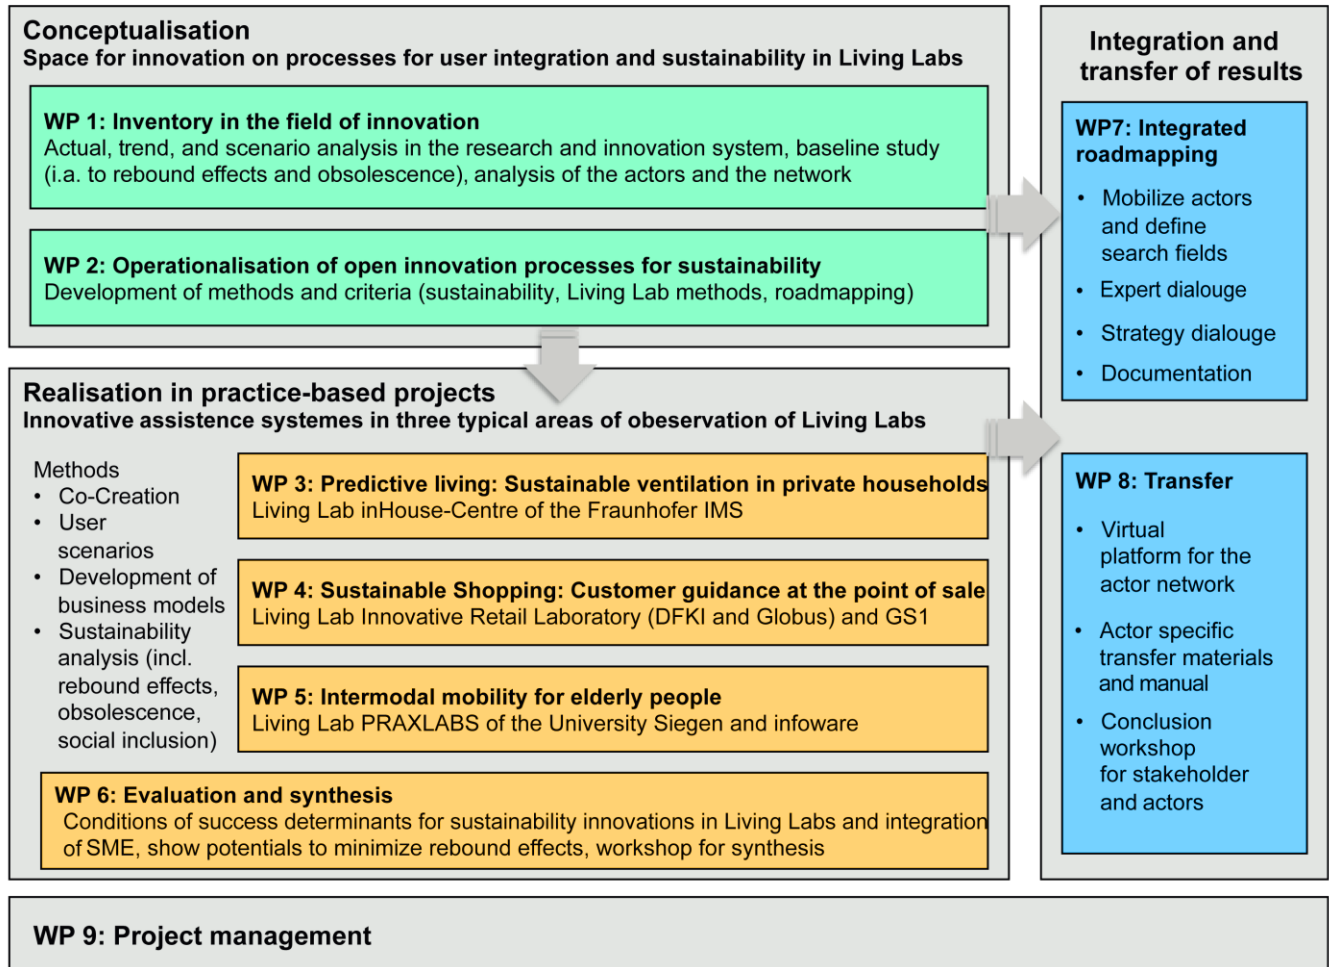 Conceptualisation
Space for innovation on processes for user integration and sustainability in Living Labs
WP 1: Inventory in the field of innovation
Actual, trend, and scenario analysis in the research and innovation system, baseline study
(i.a. to rebound effects and obsolescence), analysis of the actors and the network
WP 2: Operationalisation of open innovation processes for sustainability
Development of methods and criteria (sustainability, Living Lab methods, roadmapping)
Realisation in practice-based projects
Innovative assistence systeme in three typical areas of obeservation of Living Labs
Methods
• Co-Creation
• User
scenarios
• Development of
business models
• Sustainability
analysis (incl.
rebound effects,
obsolescence,
social inclusion)
WP 3: Predictive living: Sustainable ventilation in private households
Living Lab inHouse-Centre of the Fraunhofer IMS
WP 4: Sustainable Shopping: Customer guidance at the point of sale
Living Lab Innovative Retail Laboratory (DFKI and Globus) and GS1
WP 5: Intermodal mobility for elderly people
Living Lab PRAXLABS of the University Siegen and infoware
WP 6: Evaluation and synthesis
Conditions of success determinants for sustainability innovations in Living Labs and integration
of SME, show potentials to minimize rebound effects, workshop for synthesis
Integration and
transfer of results
WP7: Integrated
roadmapping
• Mobilize actors
and define
search fields
• Expert dialouge
• Strategy dialouge
• Documentation
WP 8: Transfer
• Virtual
platform for the
actor network
• Actor specific
transfer materials
and manual
• Conclusion
workshop
for stakeholder
and actors
WP 9: Project management